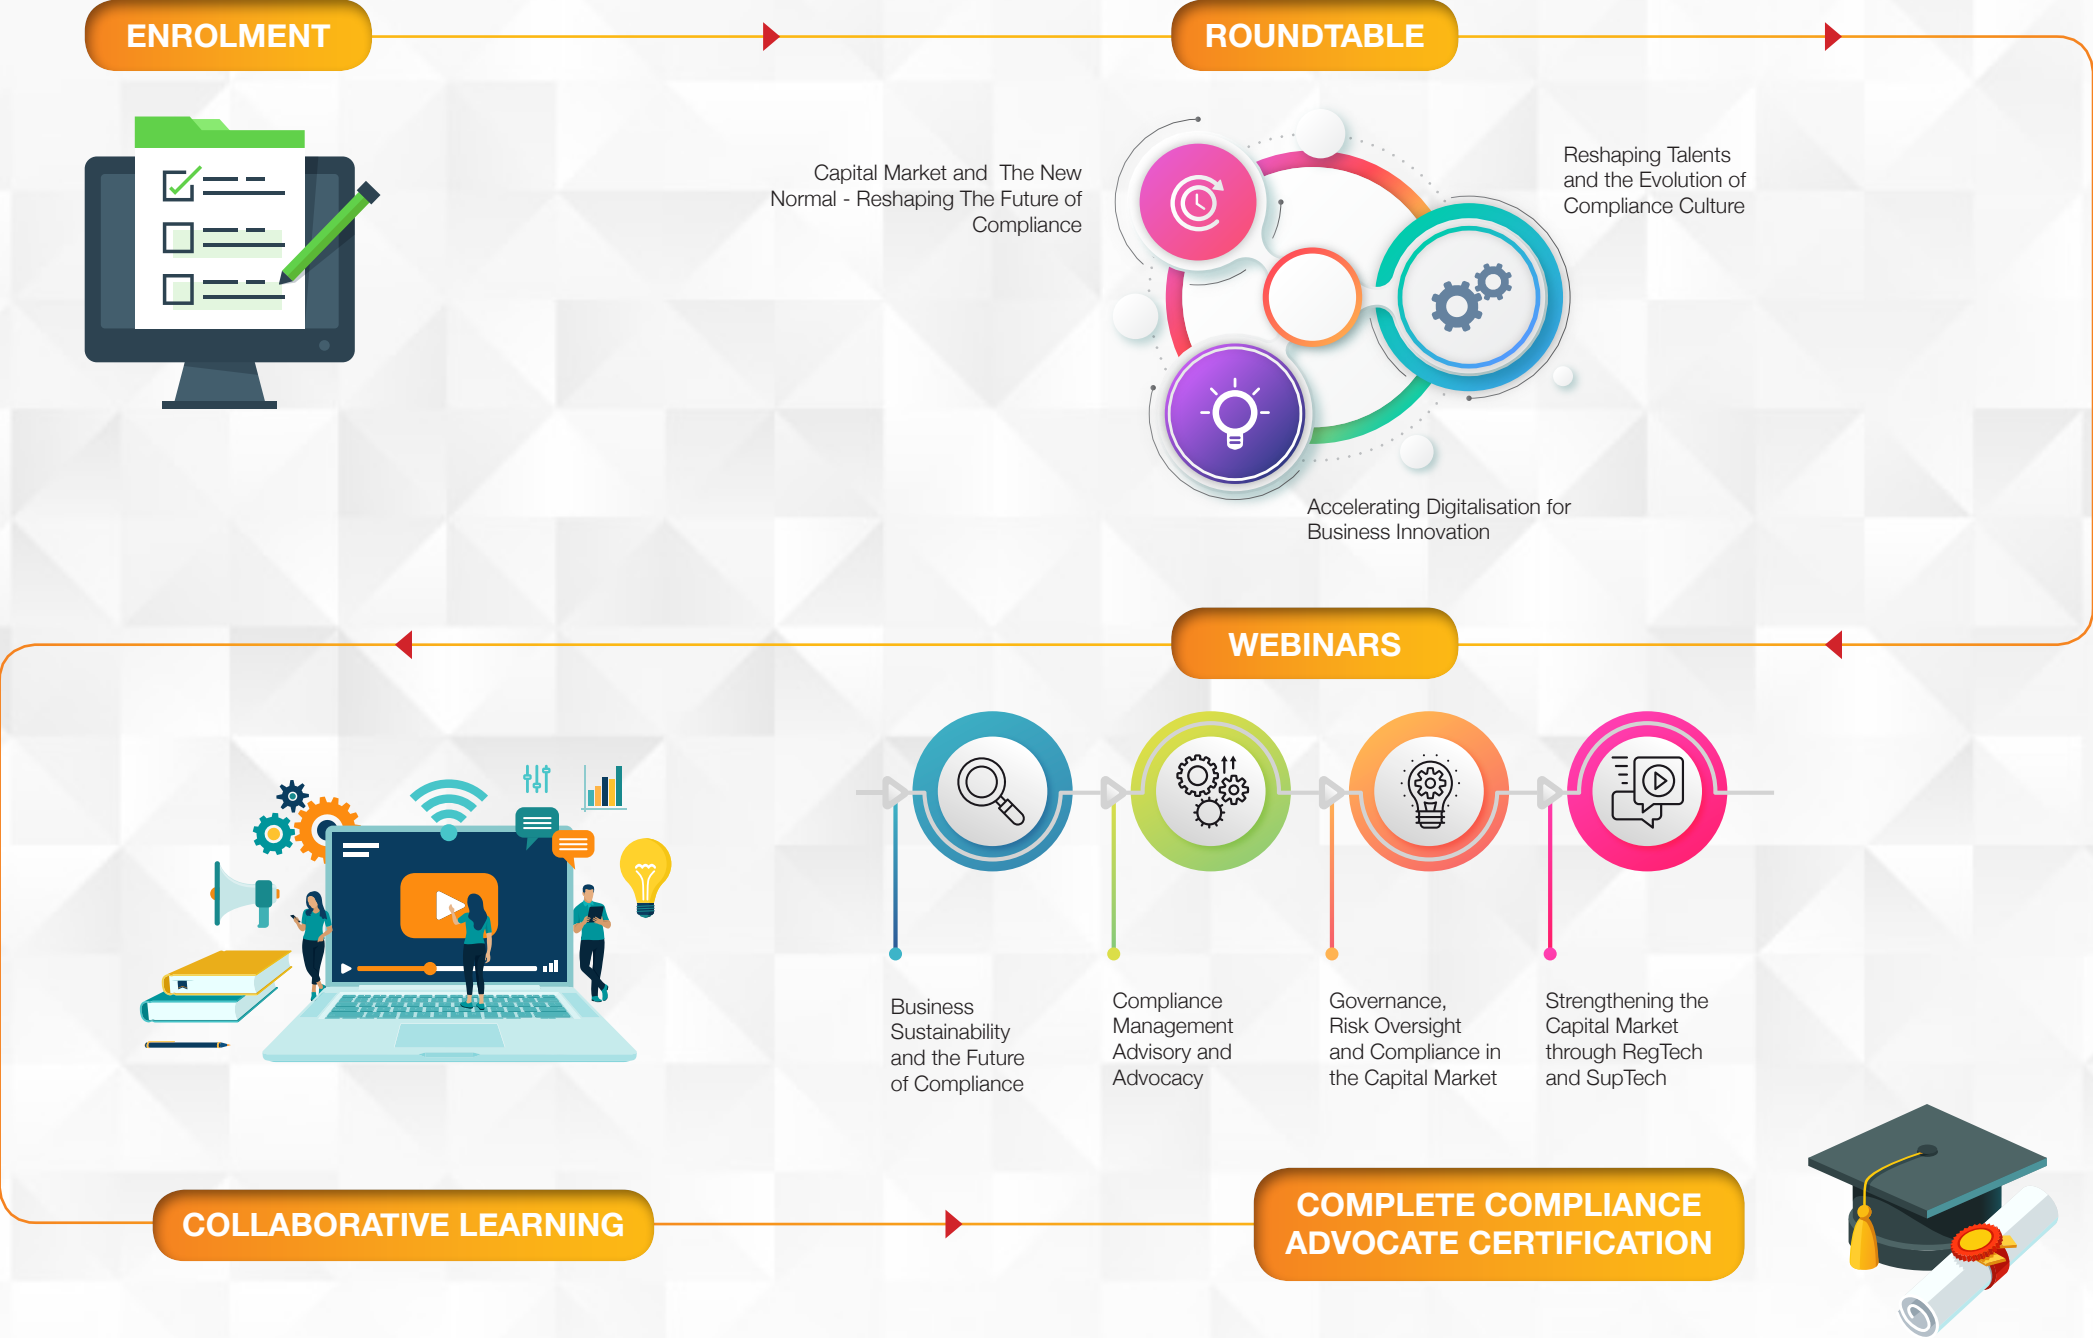 ENROLMENT
ROUNDTABLE
Capital Market and The New
Normal - Reshaping The Future of
Compliance
Reshaping Talents
and the Evolution of
Compliance Culture
Accelerating Digitalisation for
Business Innovation
WEBINARS
Business
Sustainability
and the Future
of Compliance
Compliance
Management
Advisory and
Advocacy
Governance,
Risk Oversight
and Compliance in
the Capital Market
Strengthening the
Capital Market
through RegTech
and SupTech
COLLABORATIVE LEARNING
COMPLETE COMPLIANCE
ADVOCATE CERTIFICATION